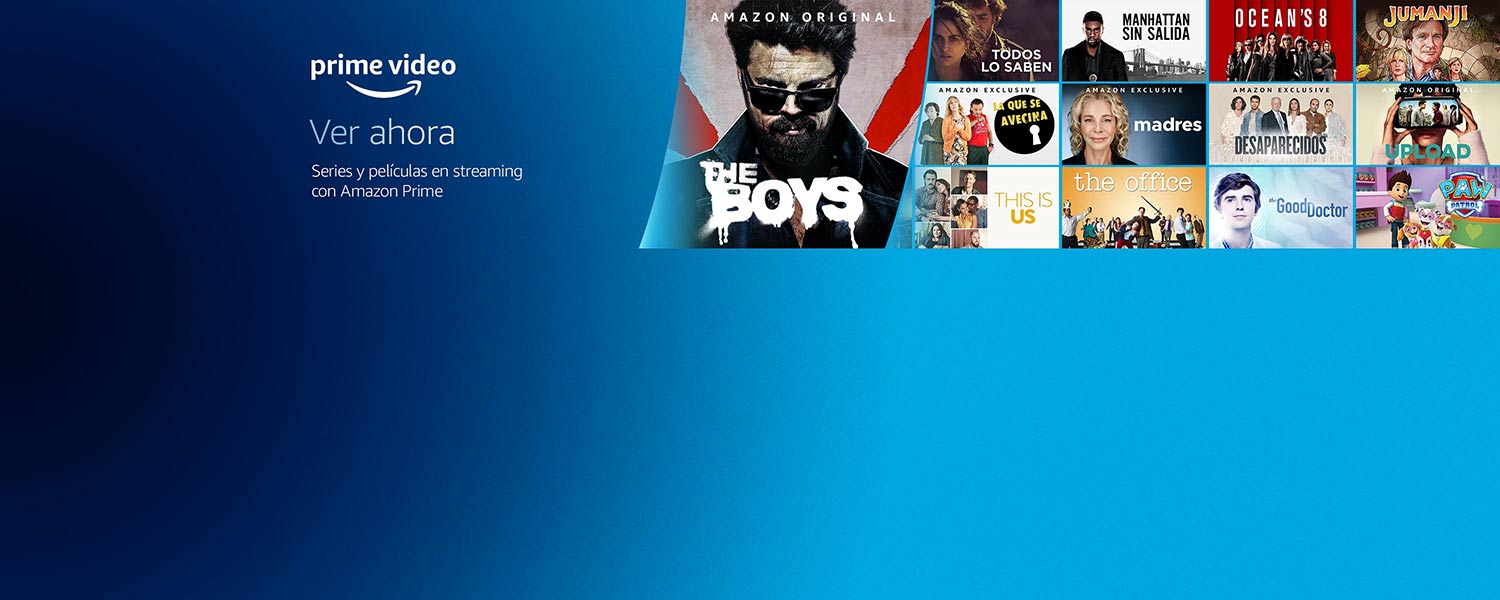 prime video
Ver ahora
Series y películas en streaming
con Amazon Prime
AMAZON ORIGINAL
THE
BOYS
TODOS
LO SABEN
MANHATTAN
SIN SALIDA
OCEAN'S 8
JUMANJI
AMAZON EXCLUSIVE
LA QUE SE
AVECINA
AMAZON EXCLUSIVE
madres
AMAZON EXCLUSIVE
DESAPARECIDOS
AMAZON ORIGINAL
UPLOAD
THIS IS
US
the office
the GoodDoctor
PAW
PATROL